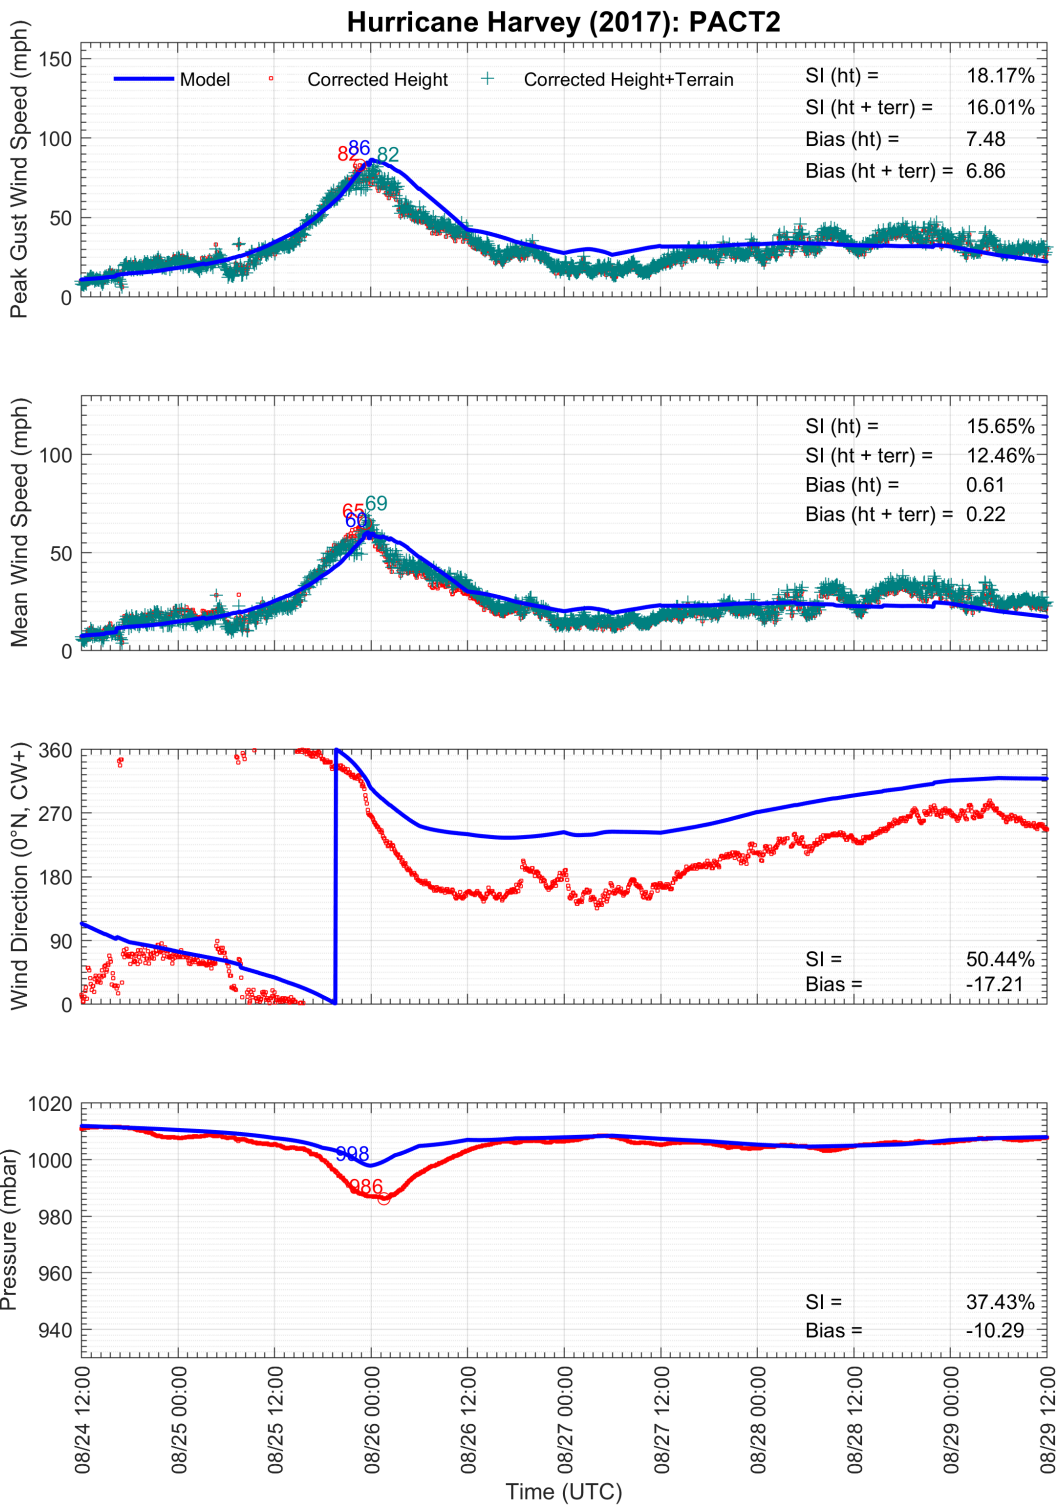 Hurricane Harvey (2017): PACT2
Peak Gust Wind Speed (mph)
150
100
50
0
Model
Corrected Height
Corrected Height+Terrain
SI (ht) = 18.17%
SI (ht + terr) = 16.01%
Bias (ht) = 7.48
Bias (ht + terr) = 6.86
82
86
82
Mean Wind Speed (mph)
100
50
0
SI (ht) = 15.65%
SI (ht + terr) = 12.46%
Bias (ht) = 0.61
Bias (ht + terr) = 0.22
65
69
60
Wind Direction (0°N, CW+)
360
270
180
90
0
SI = 50.44%
Bias = -17.21
Pressure (mbar)
1020
1000
980
960
940
998
986
SI = 37.43%
Bias = -10.29
08/24 12:00
08/25 00:00
08/25 12:00
08/26 00:00
08/26 12:00
08/27 00:00
08/27 12:00
08/28 00:00
08/28 12:00
08/29 00:00
08/29 12:00
Time (UTC)